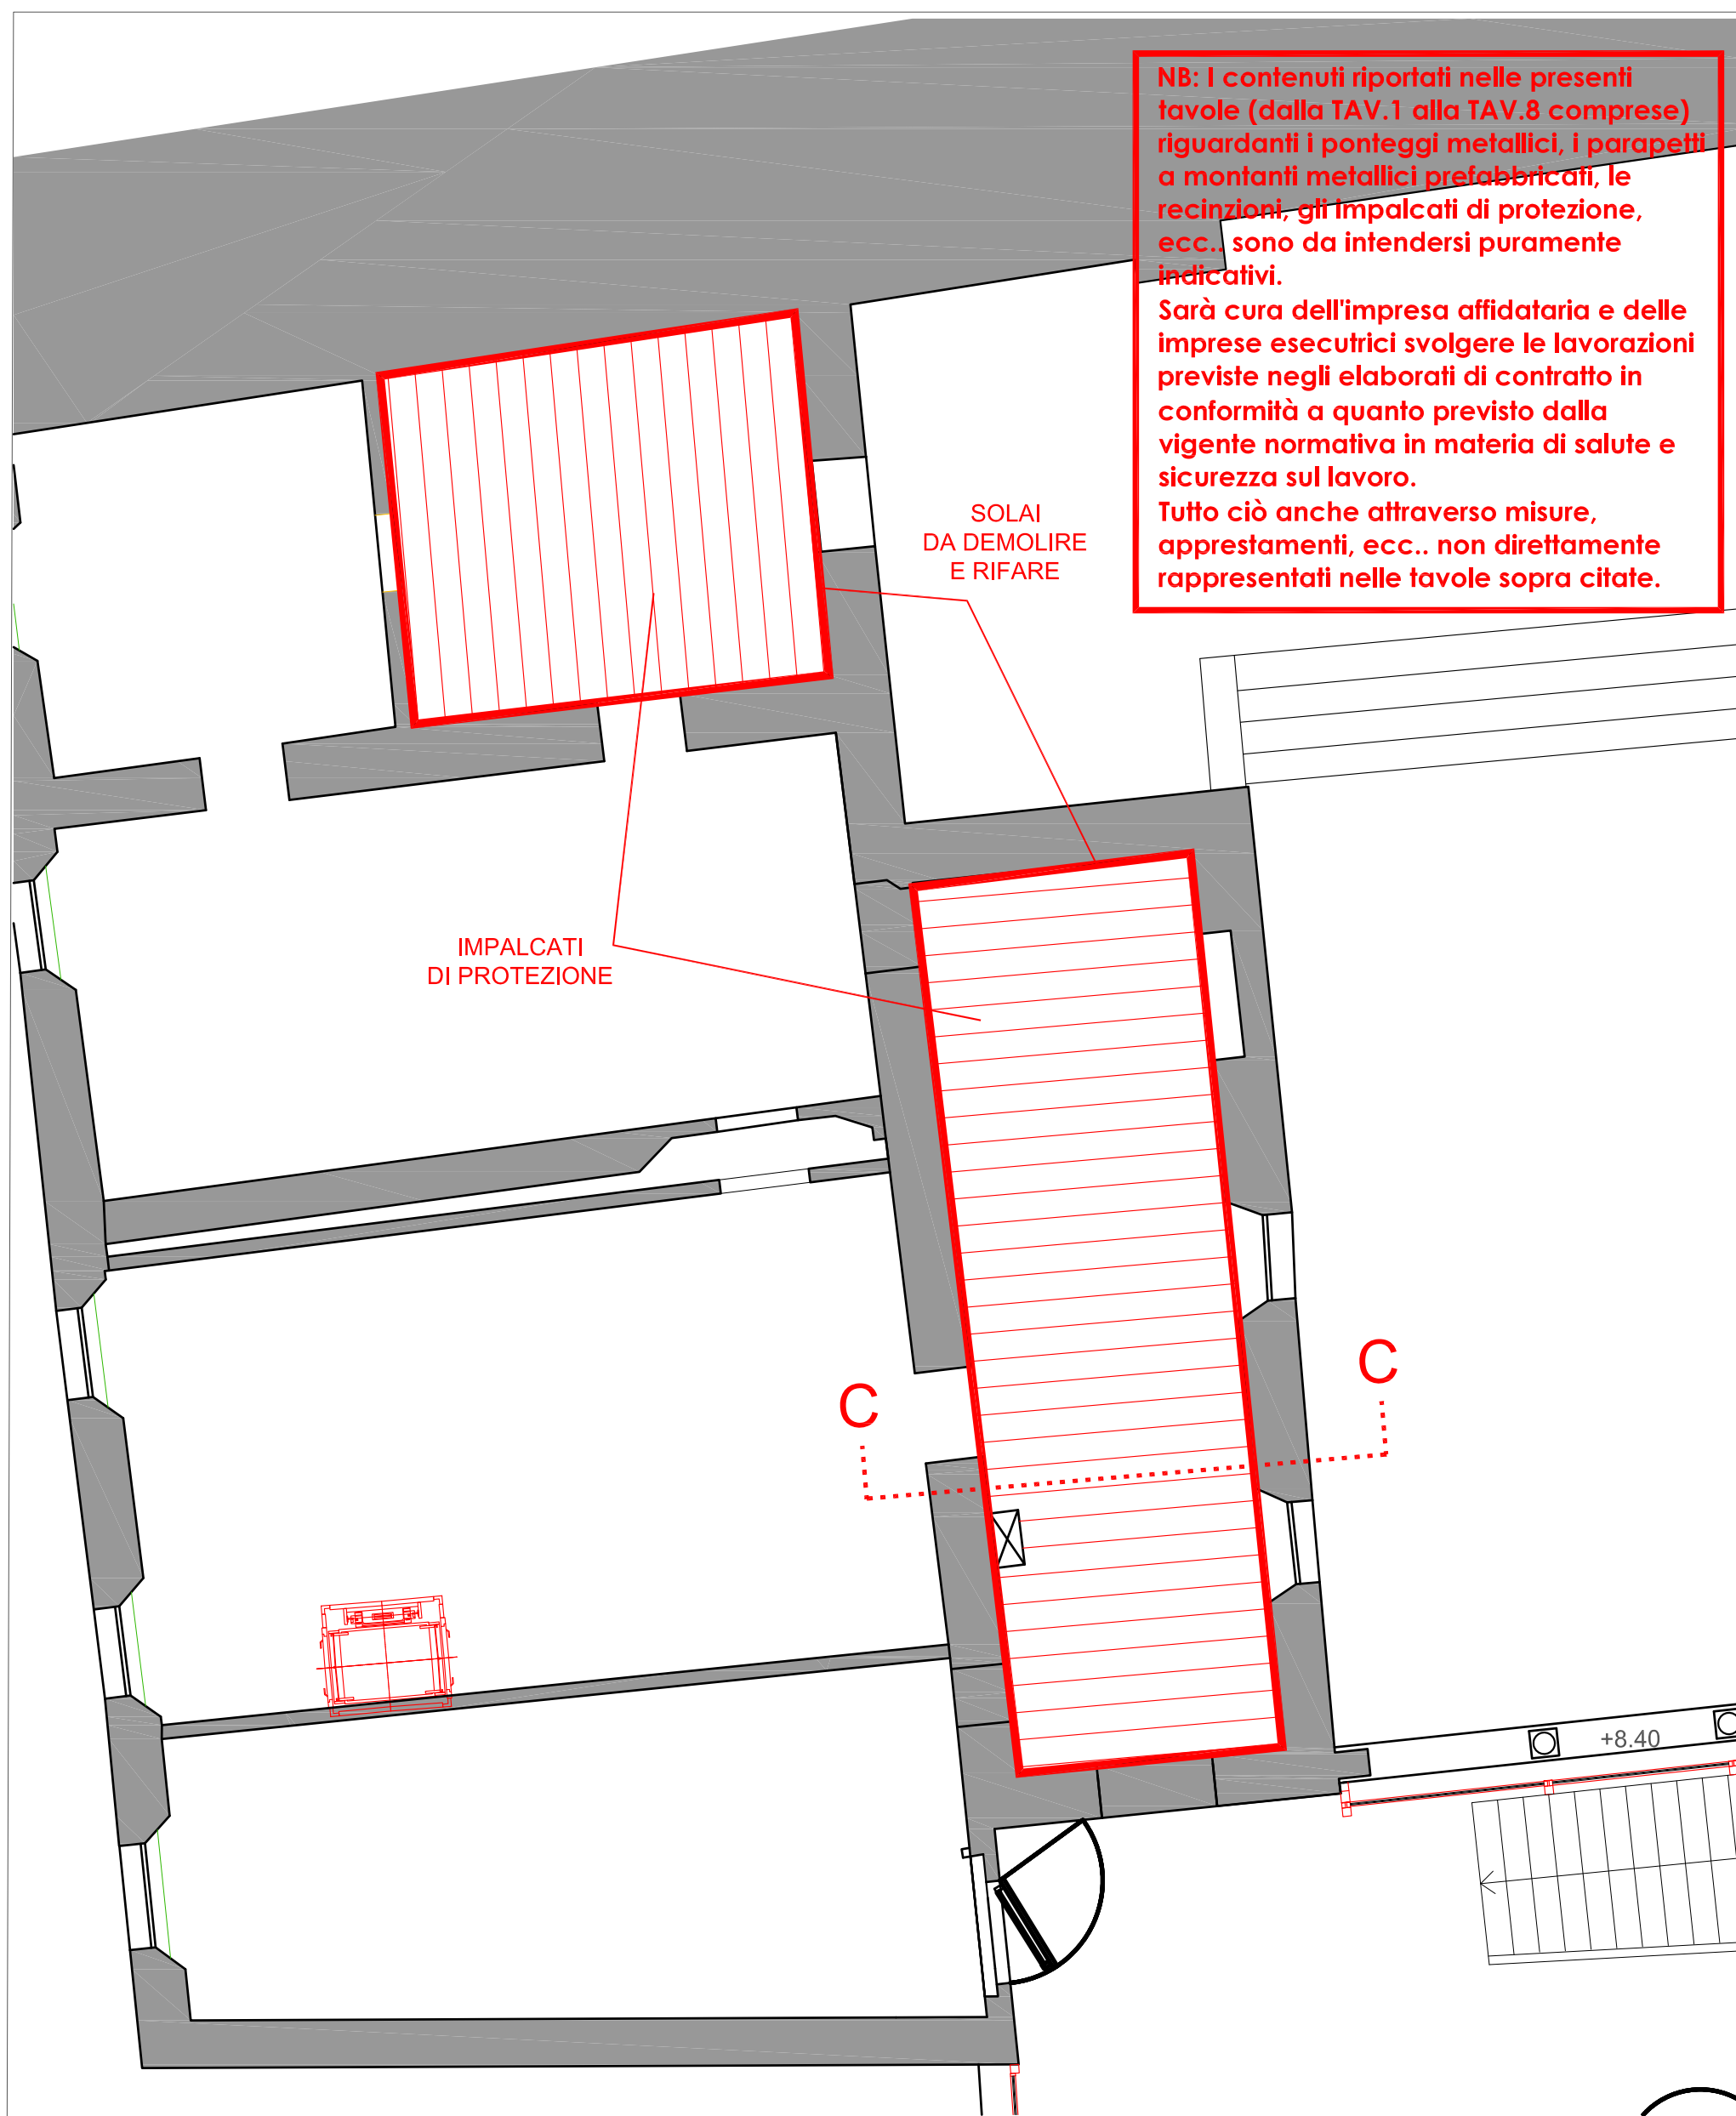 NB: I contenuti riportati nelle presenti
tavole (dalla TAV.1 alla TAV.8 comprese)
riguardanti i ponteggi metallici, i parapetti
a montanti metallici prefabbricati, le
recinzioni, gli impalcati di protezione,
ecc.. sono da intendersi puramente
indicativi.
Sarà cura dell'impresa affidataria e delle
imprese esecutrici svolgere le lavorazioni
previste negli elaborati di contratto in
conformità a quanto previsto dalla
vigente normativa in materia di salute e
sicurezza sul lavoro.
Tutto ciò anche attraverso misure,
apprestamenti, ecc.. non direttamente
rappresentati nelle tavole sopra citate.
SOLAI
DA DEMOLIRE
E RIFARE
IMPALCATI
DI PROTEZIONE
C
C
+8.40